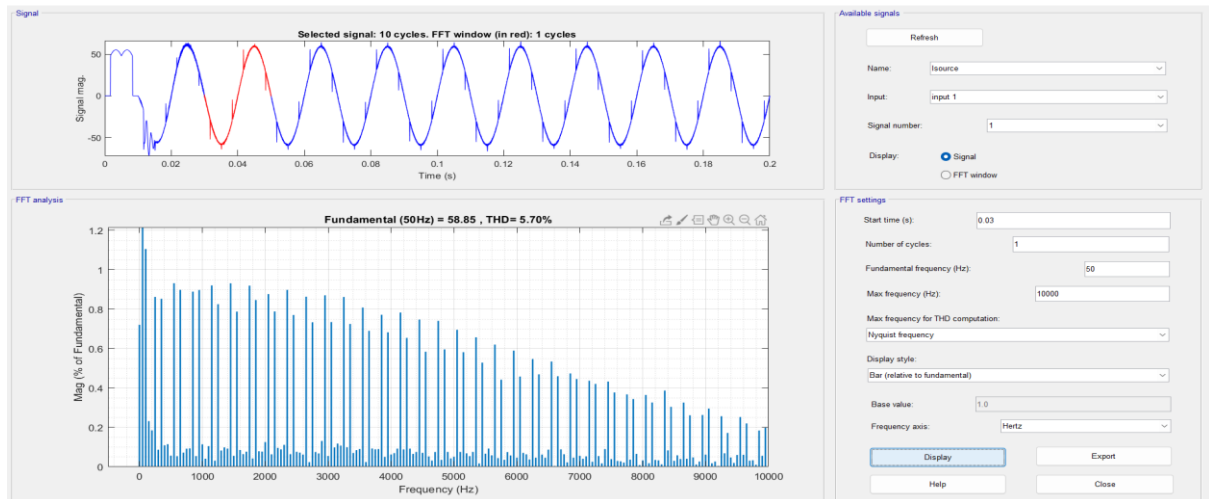 Signal
Selected signal: 10 cycles. FFT window (in red): 1 cycles
Signal mag.
50
0
-50
0 0.02 0.04 0.06 0.08 0.1 0.12 0.14 0.16 0.18 0.2
Time (s)
FFT analysis
Fundamental (50Hz) = 58.85 , THD= 5.70%
Mag (% of Fundamental)
1.2
1
0.8
0.6
0.4
0.2
0
0 1000 2000 3000 4000 5000 6000 7000 8000 9000 10000
Frequency (Hz)
Available signals
Refresh
Name: Isource
Input: input 1
Signal number: 1
Display: Signal
FFT window
FFT settings
Start time (s): 0.03
Number of cycles: 1
Fundamental frequency (Hz): 50
Max frequency (Hz): 10000
Max frequency for THD computation:
Nyquist frequency
Display style:
Bar (relative to fundamental)
Base value: 1.0
Frequency axis: Hertz
Display Export
Help Close